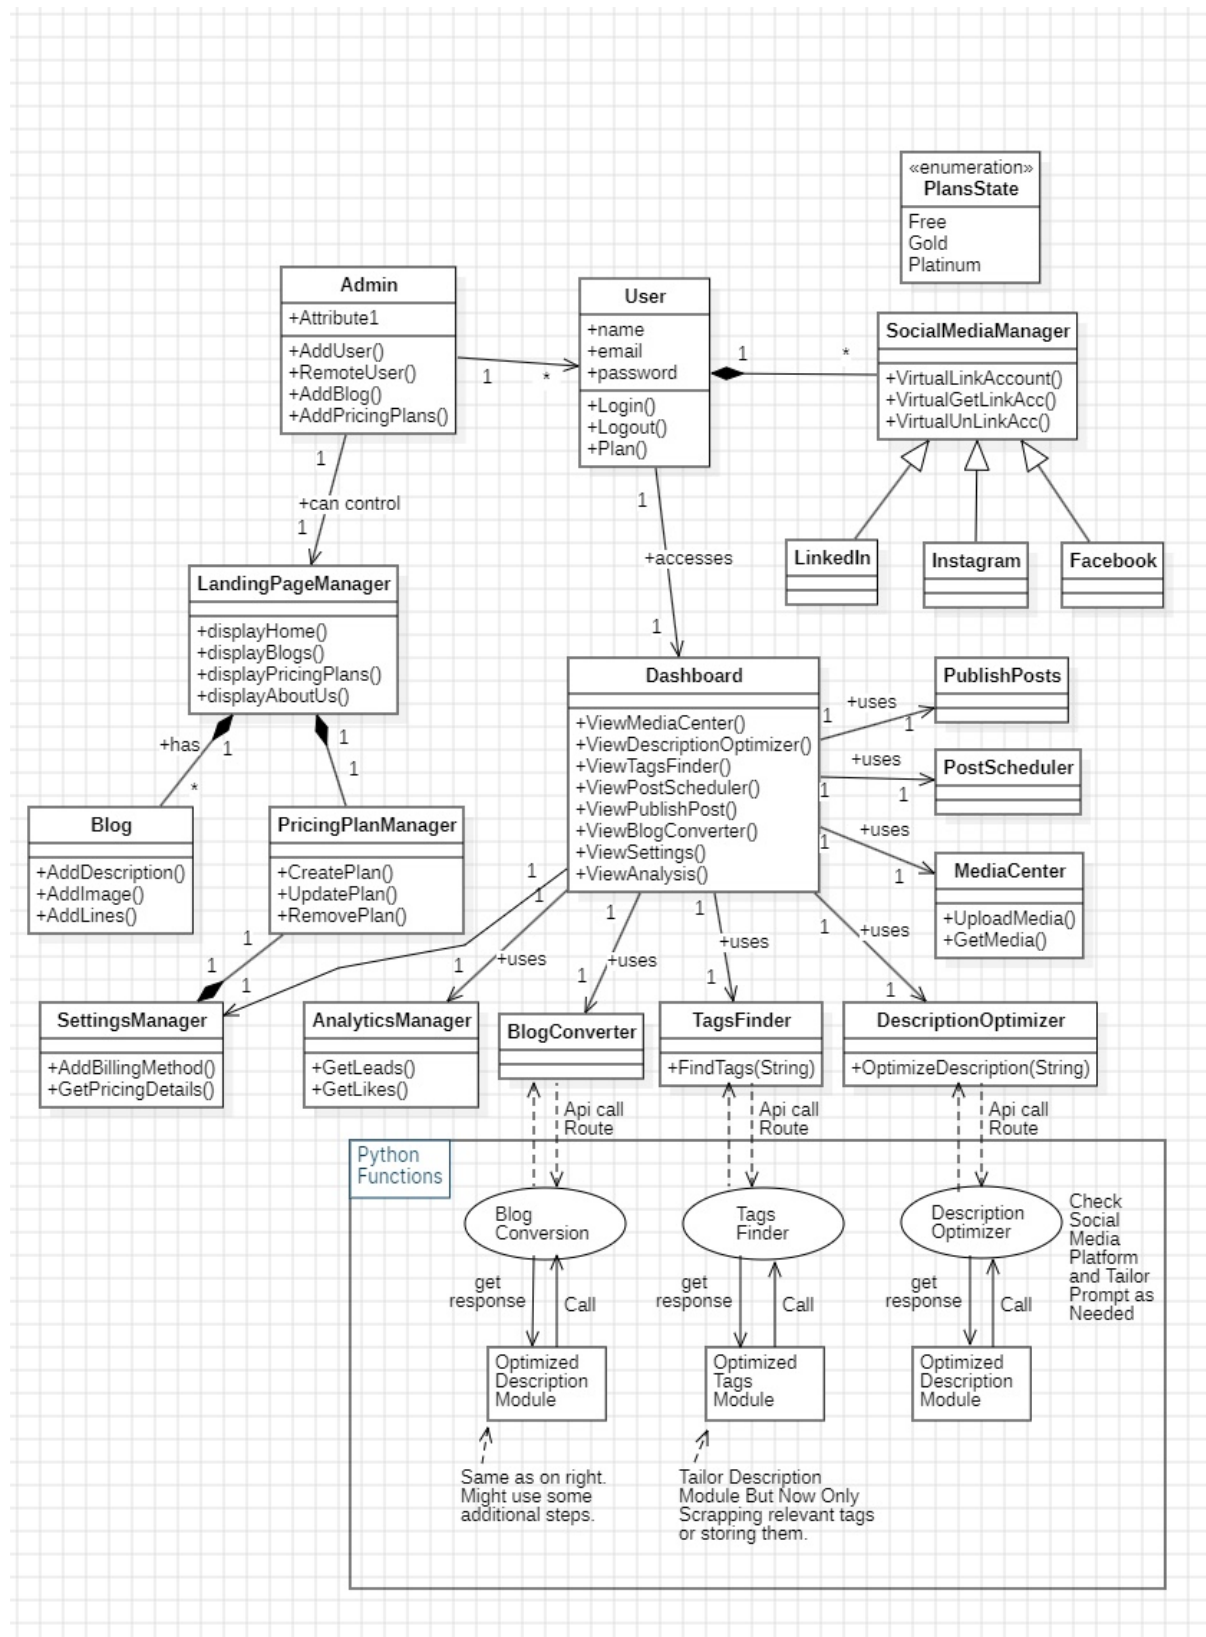 «enumeration»
PlansState
Free
Gold
Platinum
Admin
+Attribute1
+AddUser()
+RemoteUser()
+AddBlog()
+AddPricingPlans()
1
*
User
+name
+email
+password
+Login()
+Logout()
+Plan()
1
*
SocialMediaManager
+VirtualLinkAccount()
+VirtualGetLinkAcc()
+VirtualUnLinkAcc()
LinkedIn
Instagram
Facebook
1
+can control
1
1
+accesses
1
LandingPageManager
+displayHome()
+displayBlogs()
+displayPricingPlans()
+displayAboutUs()
+has
1
*
1
1
Blog
+AddDescription()
+AddImage()
+AddLines()
PricingPlanManager
+CreatePlan()
+UpdatePlan()
+RemovePlan()
1
1
Dashboard
+ViewMediaCenter()
+ViewDescriptionOptimizer()
+ViewTagsFinder()
+ViewPostScheduler()
+ViewPublishPost()
+ViewBlogConverter()
+ViewSettings()
+ViewAnalysis()
+uses
1
1
PublishPosts
+uses
1
1
PostScheduler
+uses
1
1
MediaCenter
+UploadMedia()
+GetMedia()
1
1
1
+uses
1
1
+uses
1
1
+uses
1
1
+uses
1
SettingsManager
+AddBillingMethod()
+GetPricingDetails()
AnalyticsManager
+GetLeads()
+GetLikes()
BlogConverter
TagsFinder
+FindTags(String)
DescriptionOptimizer
+OptimizeDescription(String)
Api call
Route
Api call
Route
Api call
Route
Python
Functions
Blog
Conversion
Tags
Finder
Description
Optimizer
Check
Social
Media
Platform
and Tailor
Prompt as
Needed
get
response
Call
get
response
Call
get
response
Call
Optimized
Description
Module
Optimized
Tags
Module
Optimized
Description
Module
Same as on right.
Might use some
additional steps.
Tailor Description
Module But Now Only
Scrapping relevant tags
or storing them.